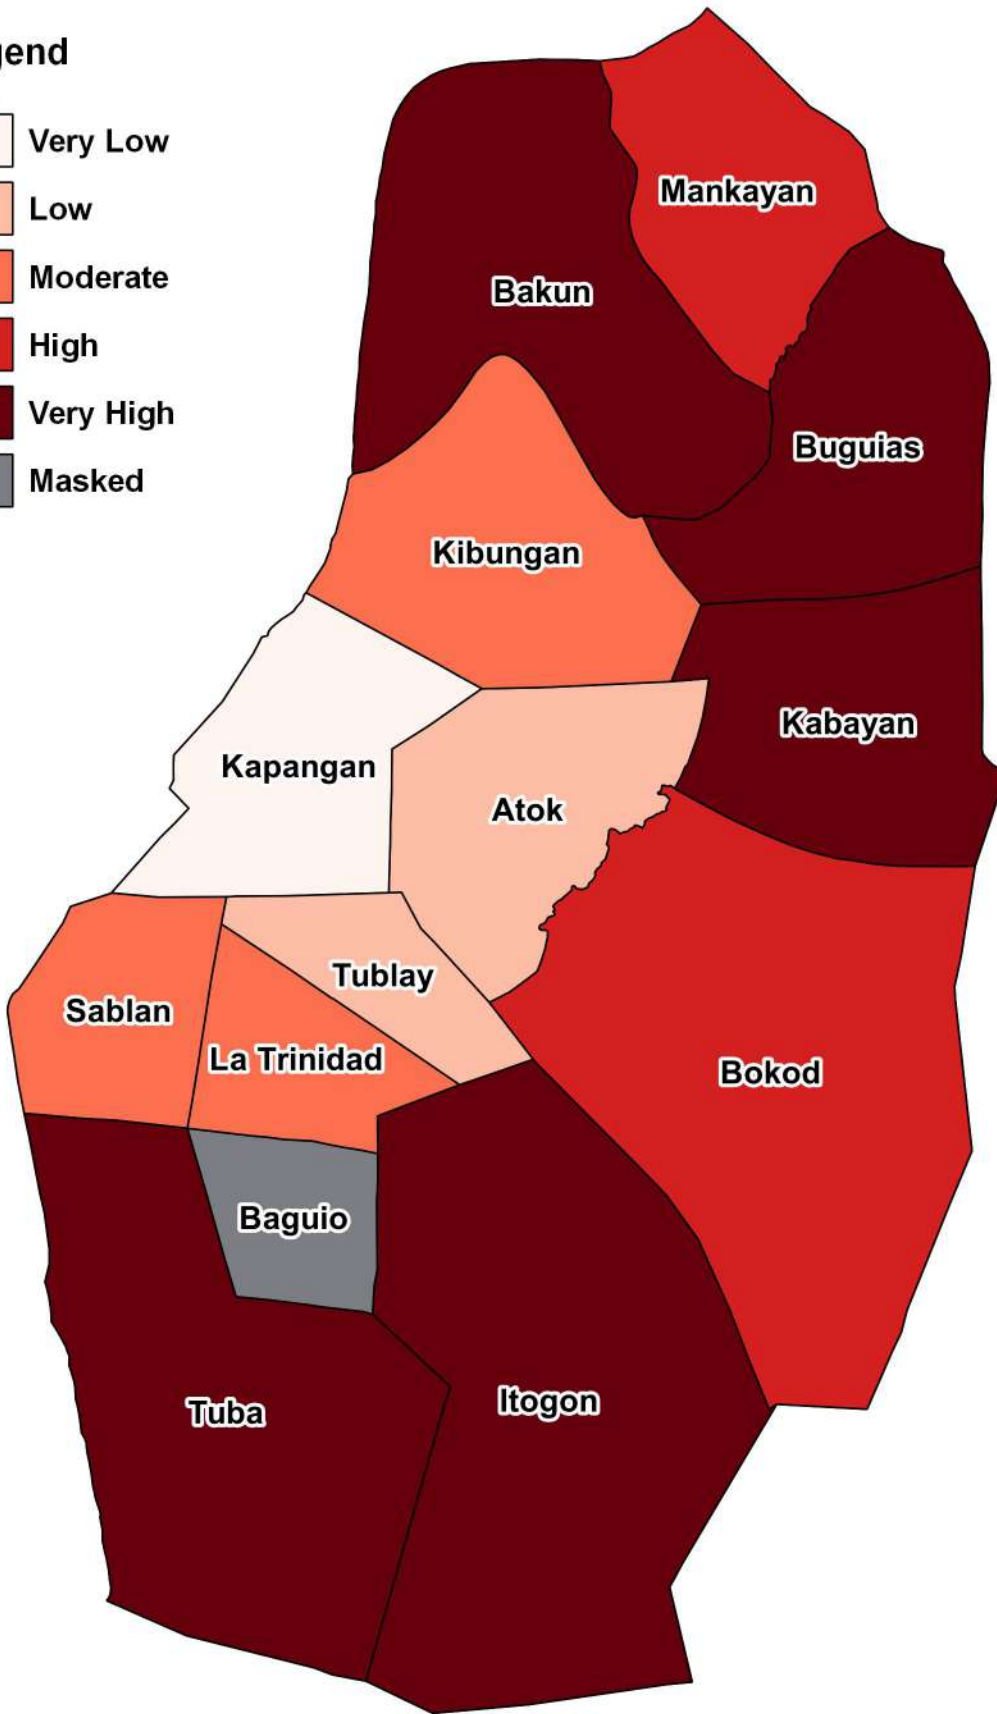 gend
Very Low
Low
Moderate
High
Very High
Masked
Mankayan
Bakun
Buguias
Kibungan
Kabayan
Kapangan
Atok
Tublay
Sablan
La Trinidad
Bokod
Baguio
Itogon
Tuba